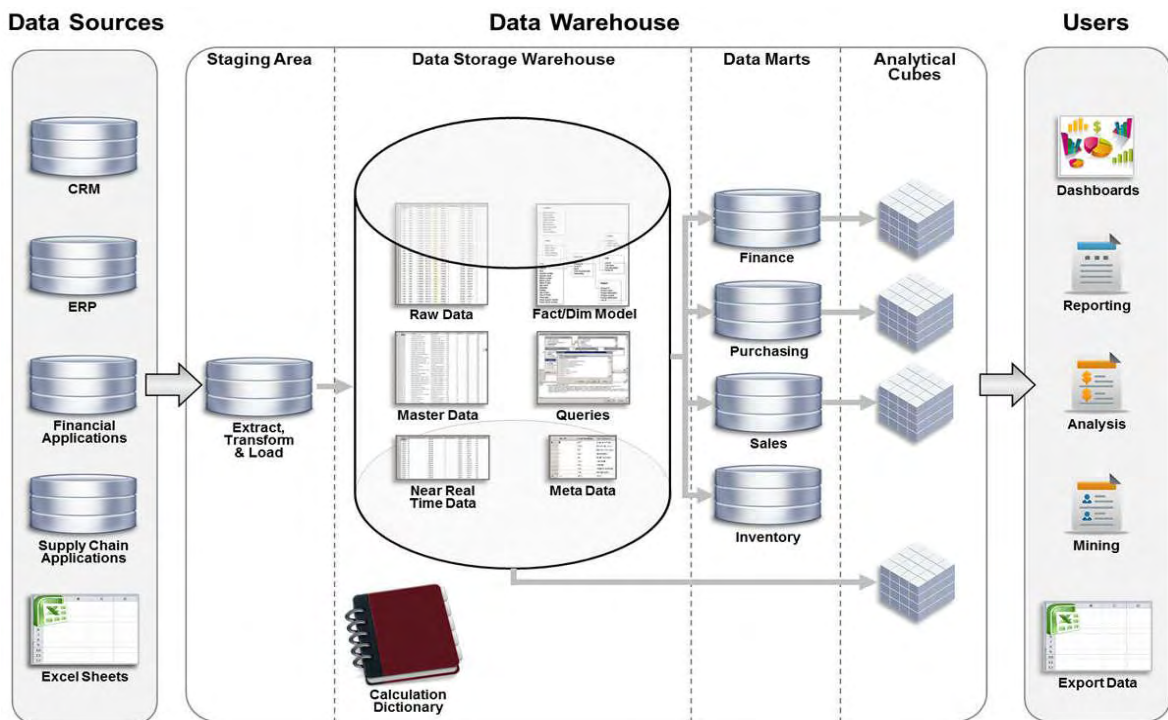 Data Sources
Data Warehouse
Users
Staging Area
Data Storage Warehouse
Data Marts
Analytical
Cubes
CRM
ERP
Financial
Applications
Supply Chain
Applications
Excel Sheets
Extract,
Transform
& Load
Raw Data
Fact/Dim Model
Master Data
Queries
Near Real
Time Data
Meta Data
Calculation
Dictionary
Finance
Purchasing
Sales
Inventory
Dashboards
Reporting
Analysis
Mining
Export Data